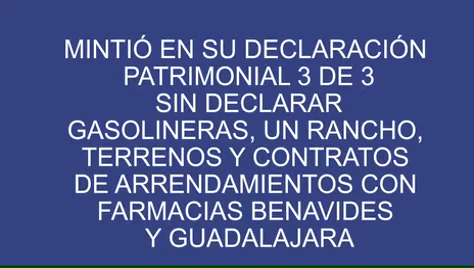 MINTIÓ EN SU DECLARACIÓN
PATRIMONIAL 3 DE 3
SIN DECLARAR
GASOLINERAS, UN RANCHO,
TERRENOS Y CONTRATOS
DE ARRENDAMIENTOS CON
FARMACIAS BENAVIDES
Y GUADALAJARA